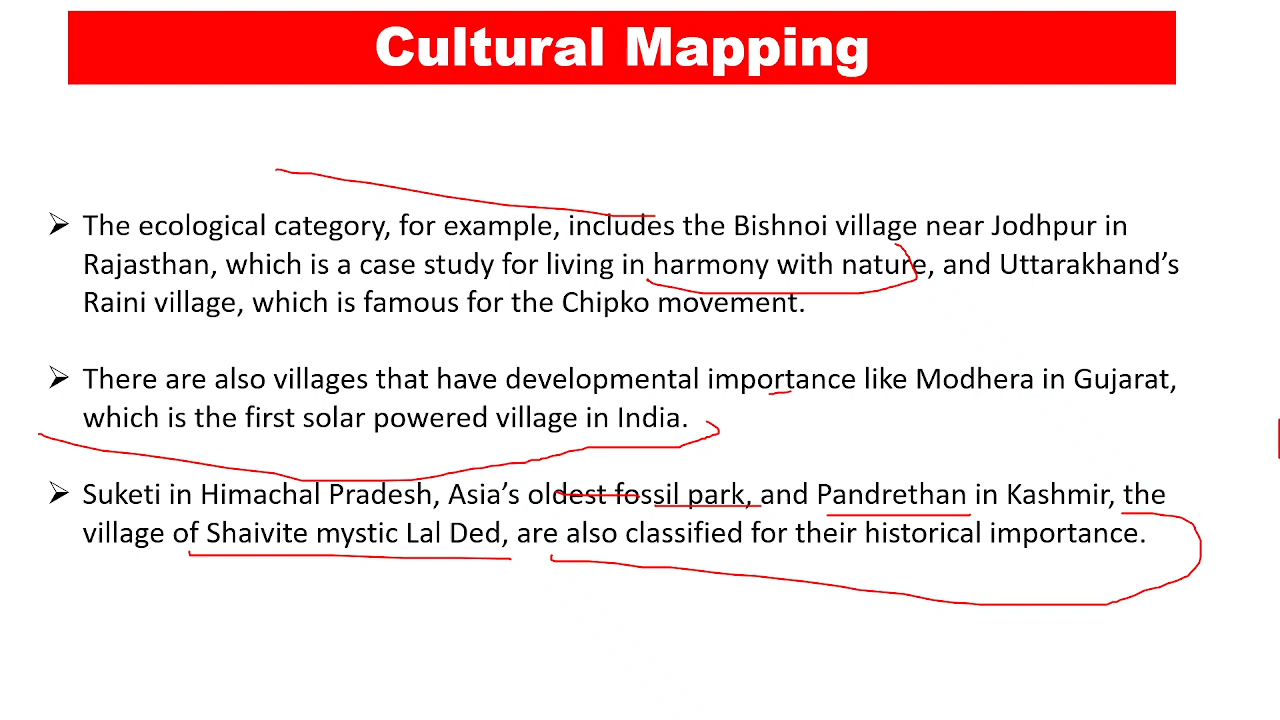 Cultural Mapping
➢ The ecological category, for example, includes the Bishnoi village near Jodhpur in
Rajasthan, which is a case study for living in harmony with nature, and Uttarakhand’s
Raini village, which is famous for the Chipko movement.
➢ There are also villages that have developmental importance like Modhera in Gujarat,
which is the first solar powered village in India.
➢ Suketi in Himachal Pradesh, Asia’s oldest fossil park, and Pandrethan in Kashmir, the
village of Shaivite mystic Lal Ded, are also classified for their historical importance.